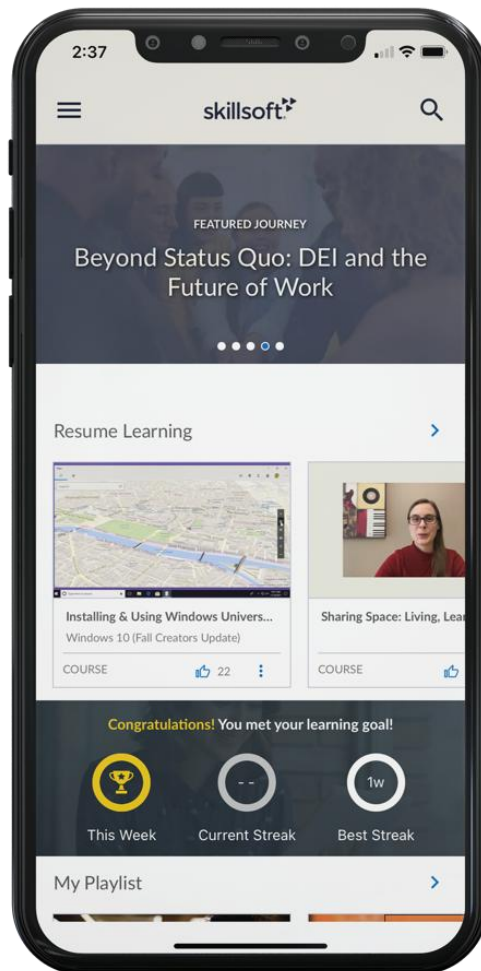 2:37
skillsoft
FEATURED JOURNEY
Beyond Status Quo: DEI and the
Future of Work
Resume Learning
Installing & Using Windows Univers...
Windows 10 (Fall Creators Update)
COURSE 22
Sharing Space: Living, Lear
COURSE
Congratulations! You met your learning goal!
- - 1w
This Week Current Streak Best Streak
My Playlist